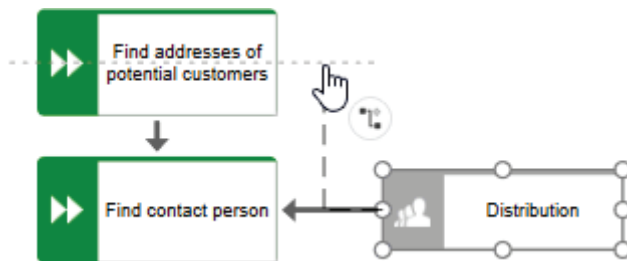 Find addresses of
potential customers
Find contact person
Distribution